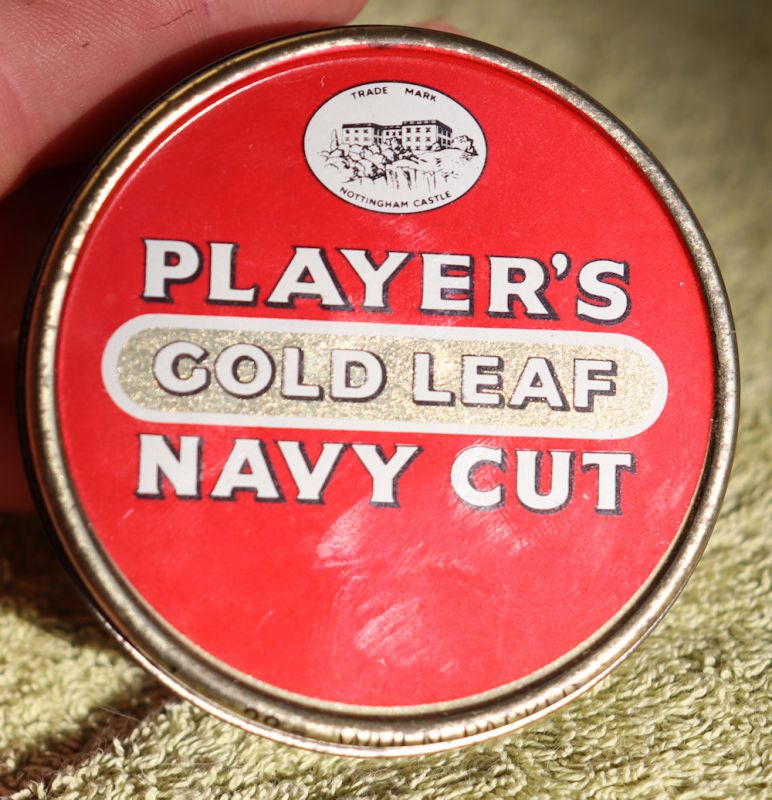 TRADE MARK
NOTTINGHAM CASTLE
PLAYER'S
GOLD LEAF
NAVY CUT